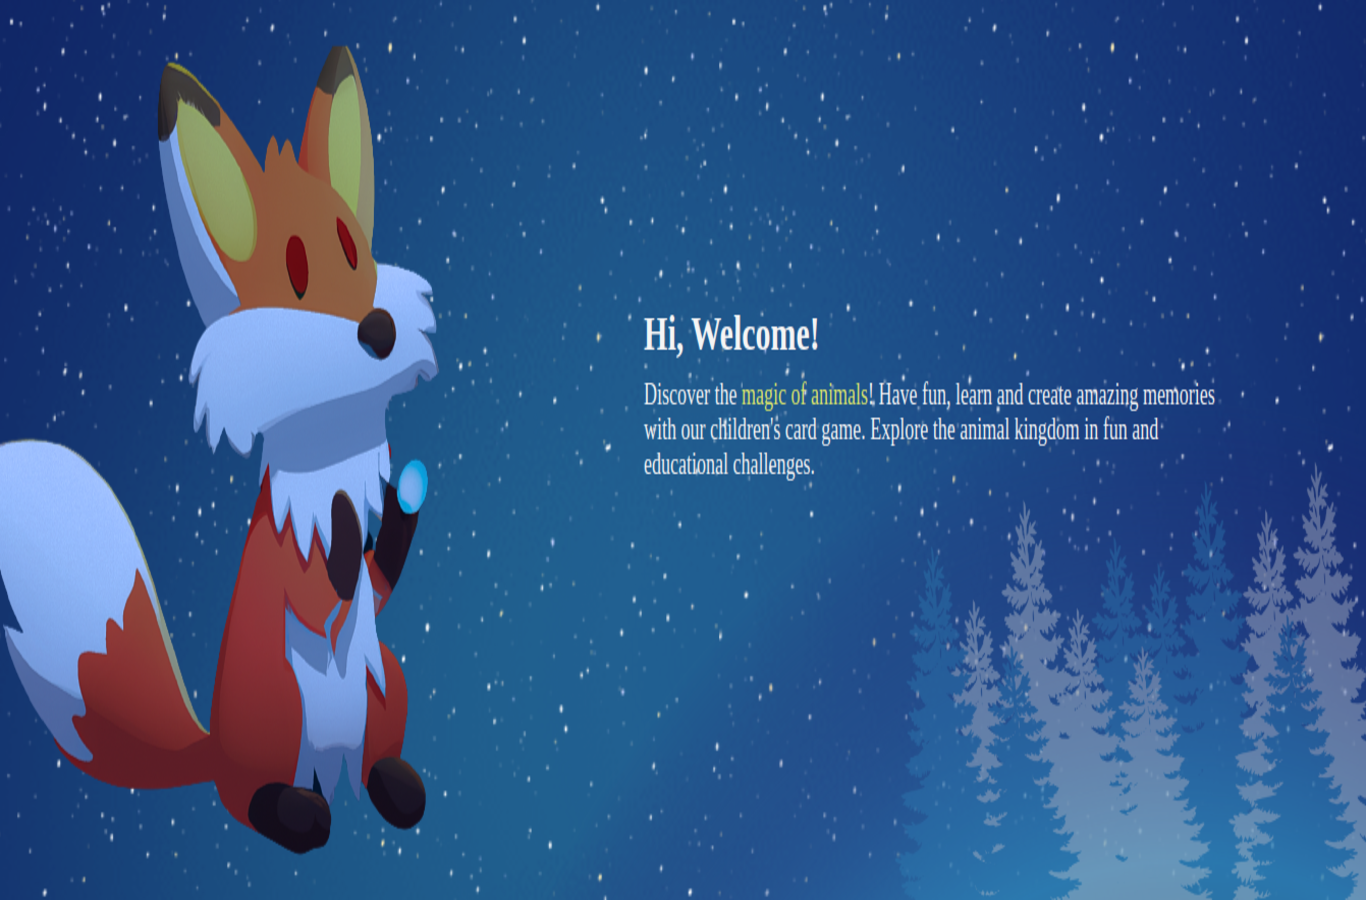 Hi, Welcome!
Discover the magic of animals! Have fun, learn and create amazing memories
with our children's card game. Explore the animal kingdom in fun and
educational challenges.